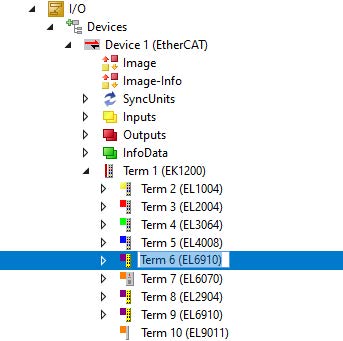 I/O
Devices
Device 1 (EtherCAT)
Image
Image-Info
SyncUnits
Inputs
Outputs
InfoData
Term 1 (EK1200)
Term 2 (EL1004)
Term 3 (EL2004)
Term 4 (EL3064)
Term 5 (EL4008)
Term 6 (EL6910)
Term 7 (EL6070)
Term 8 (EL2904)
Term 9 (EL6910)
Term 10 (EL9011)